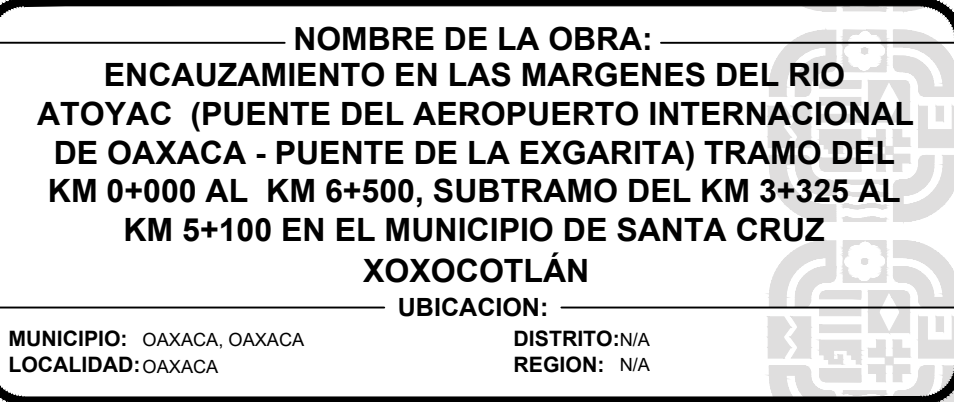 NOMBRE DE LA OBRA:
ENCAUZAMIENTO EN LAS MARGENES DEL RIO
ATOYAC (PUENTE DEL AEROPUERTO INTERNACIONAL
DE OAXACA - PUENTE DE LA EXGARITA) TRAMO DEL
KM 0+000 AL KM 6+500, SUBTRAMO DEL KM 3+325 AL
KM 5+100 EN EL MUNICIPIO DE SANTA CRUZ
XOXOCOTLÁN
UBICACION:
MUNICIPIO: OAXACA, OAXACA DISTRITO:N/A
LOCALIDAD: OAXACA REGION: N/A